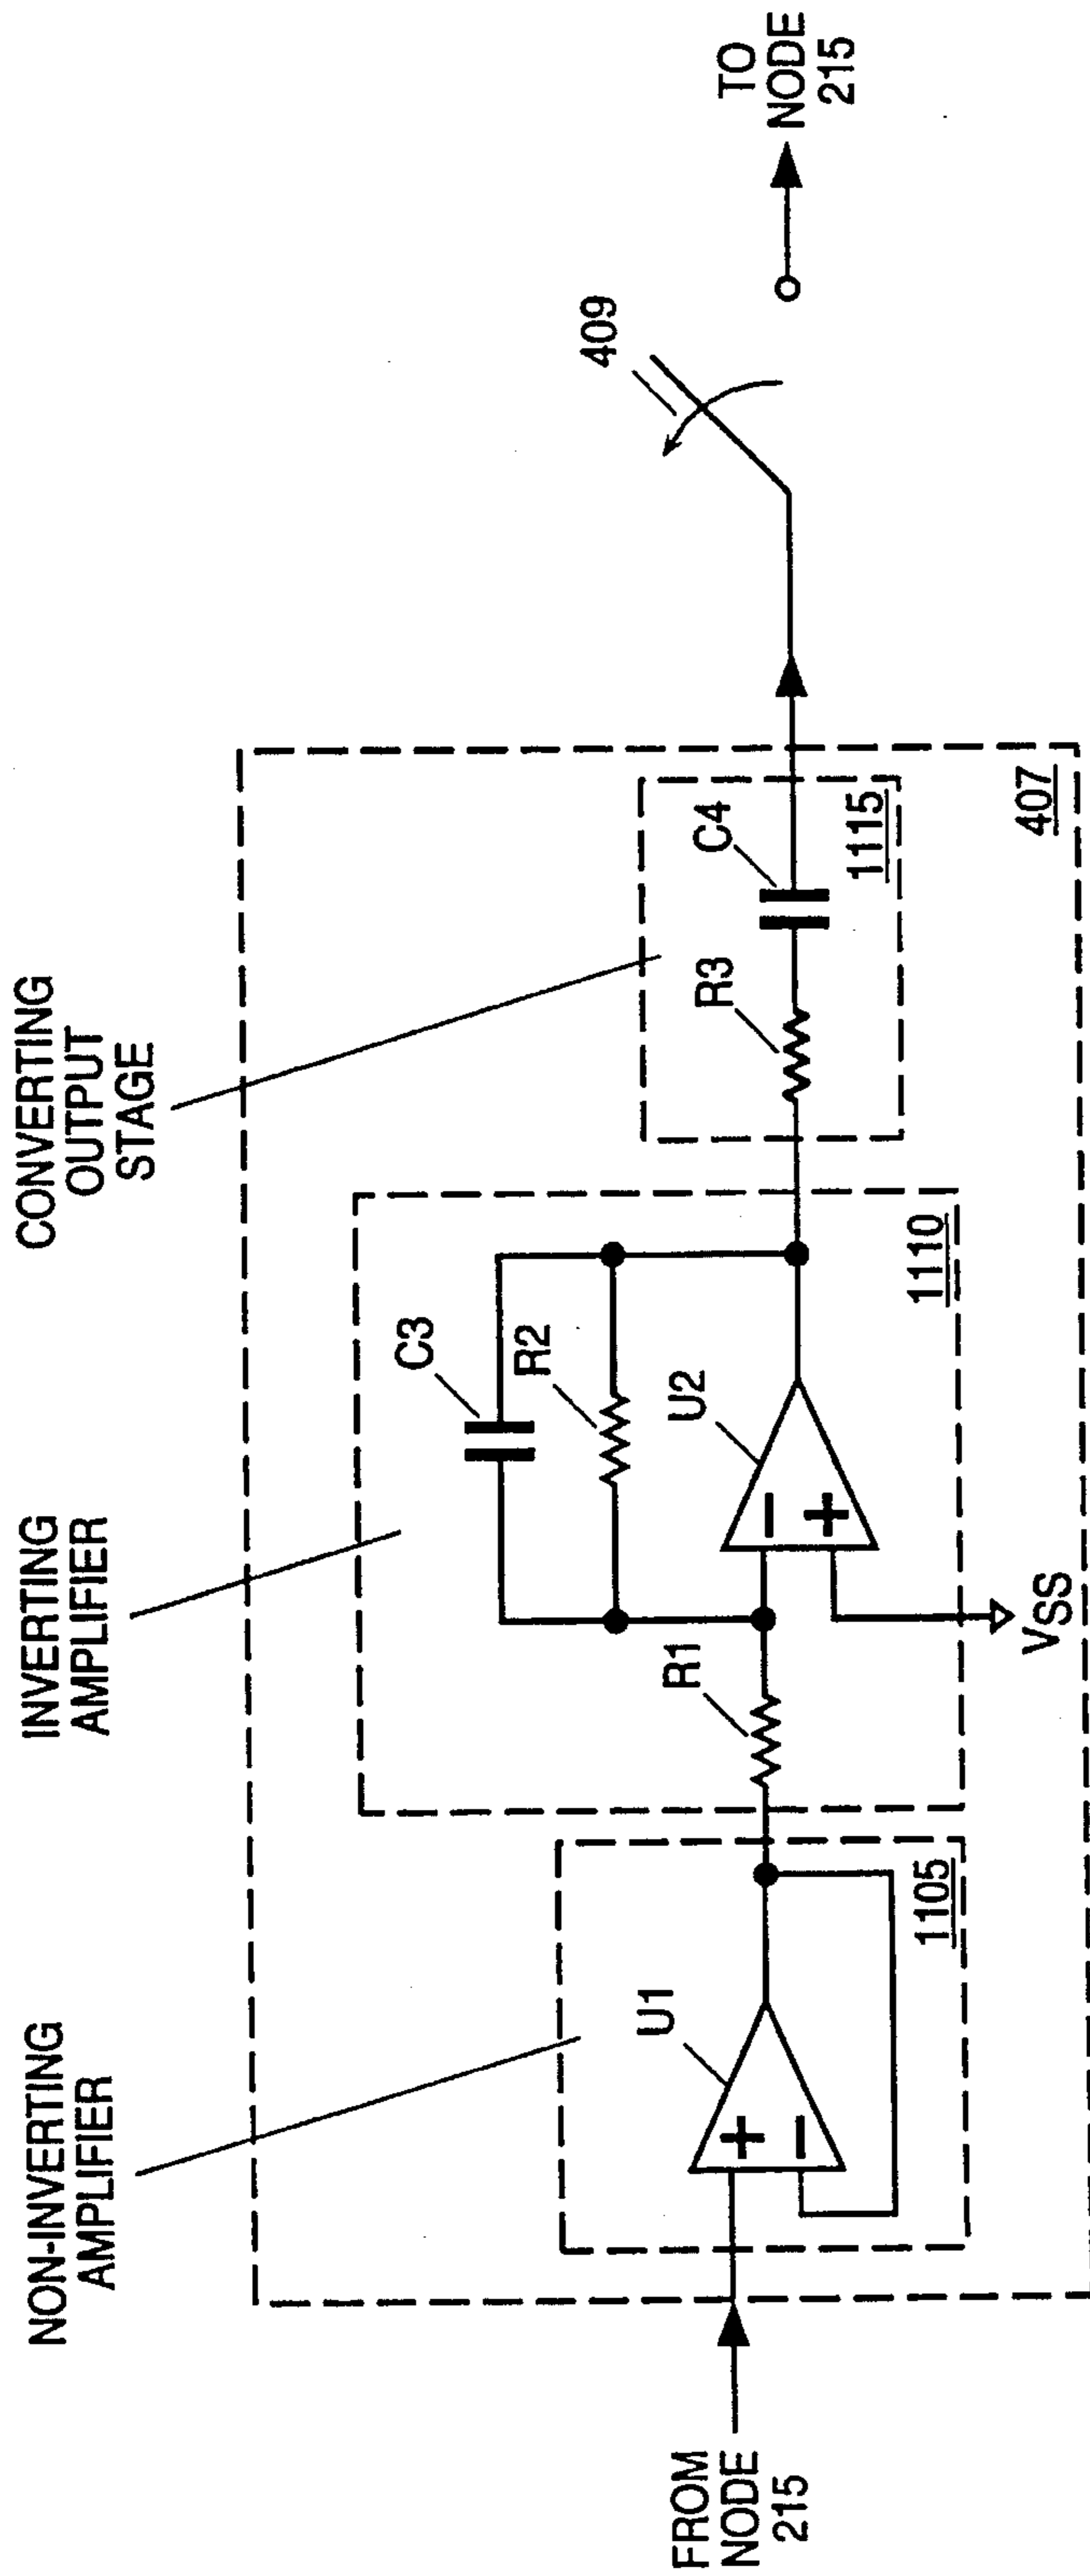 NON-INVERTING
AMPLIFIER
INVERTING
AMPLIFIER
CONVERTING
OUTPUT
STAGE
FROM
NODE
215
U1
1105
R1
C3
R2
U2
VSS
1110
R3
C4
1115
407
409
TO
NODE
215